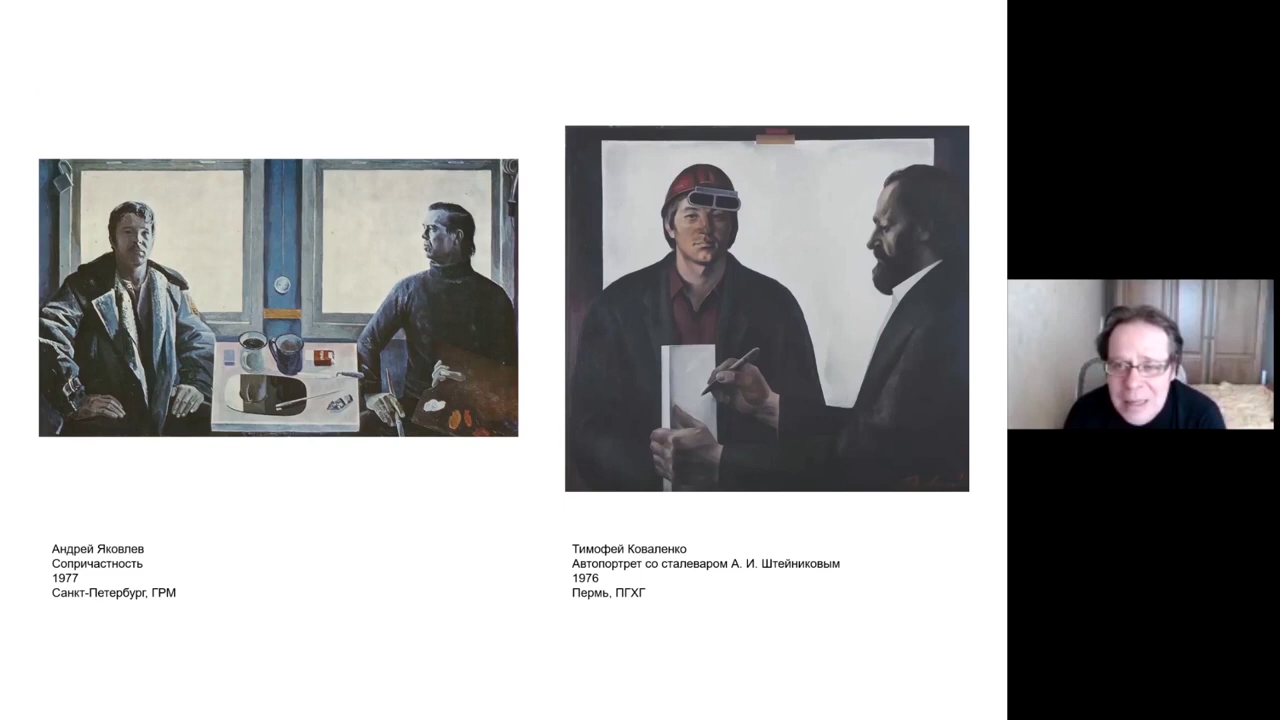 Андрей Яковлев
Сопричастность
1977
Санкт-Петербург, ГРМ
Тимофей Коваленко
Автопортрет со сталеваром А. И. Штейниковым
1976
Пермь, ПГХГ